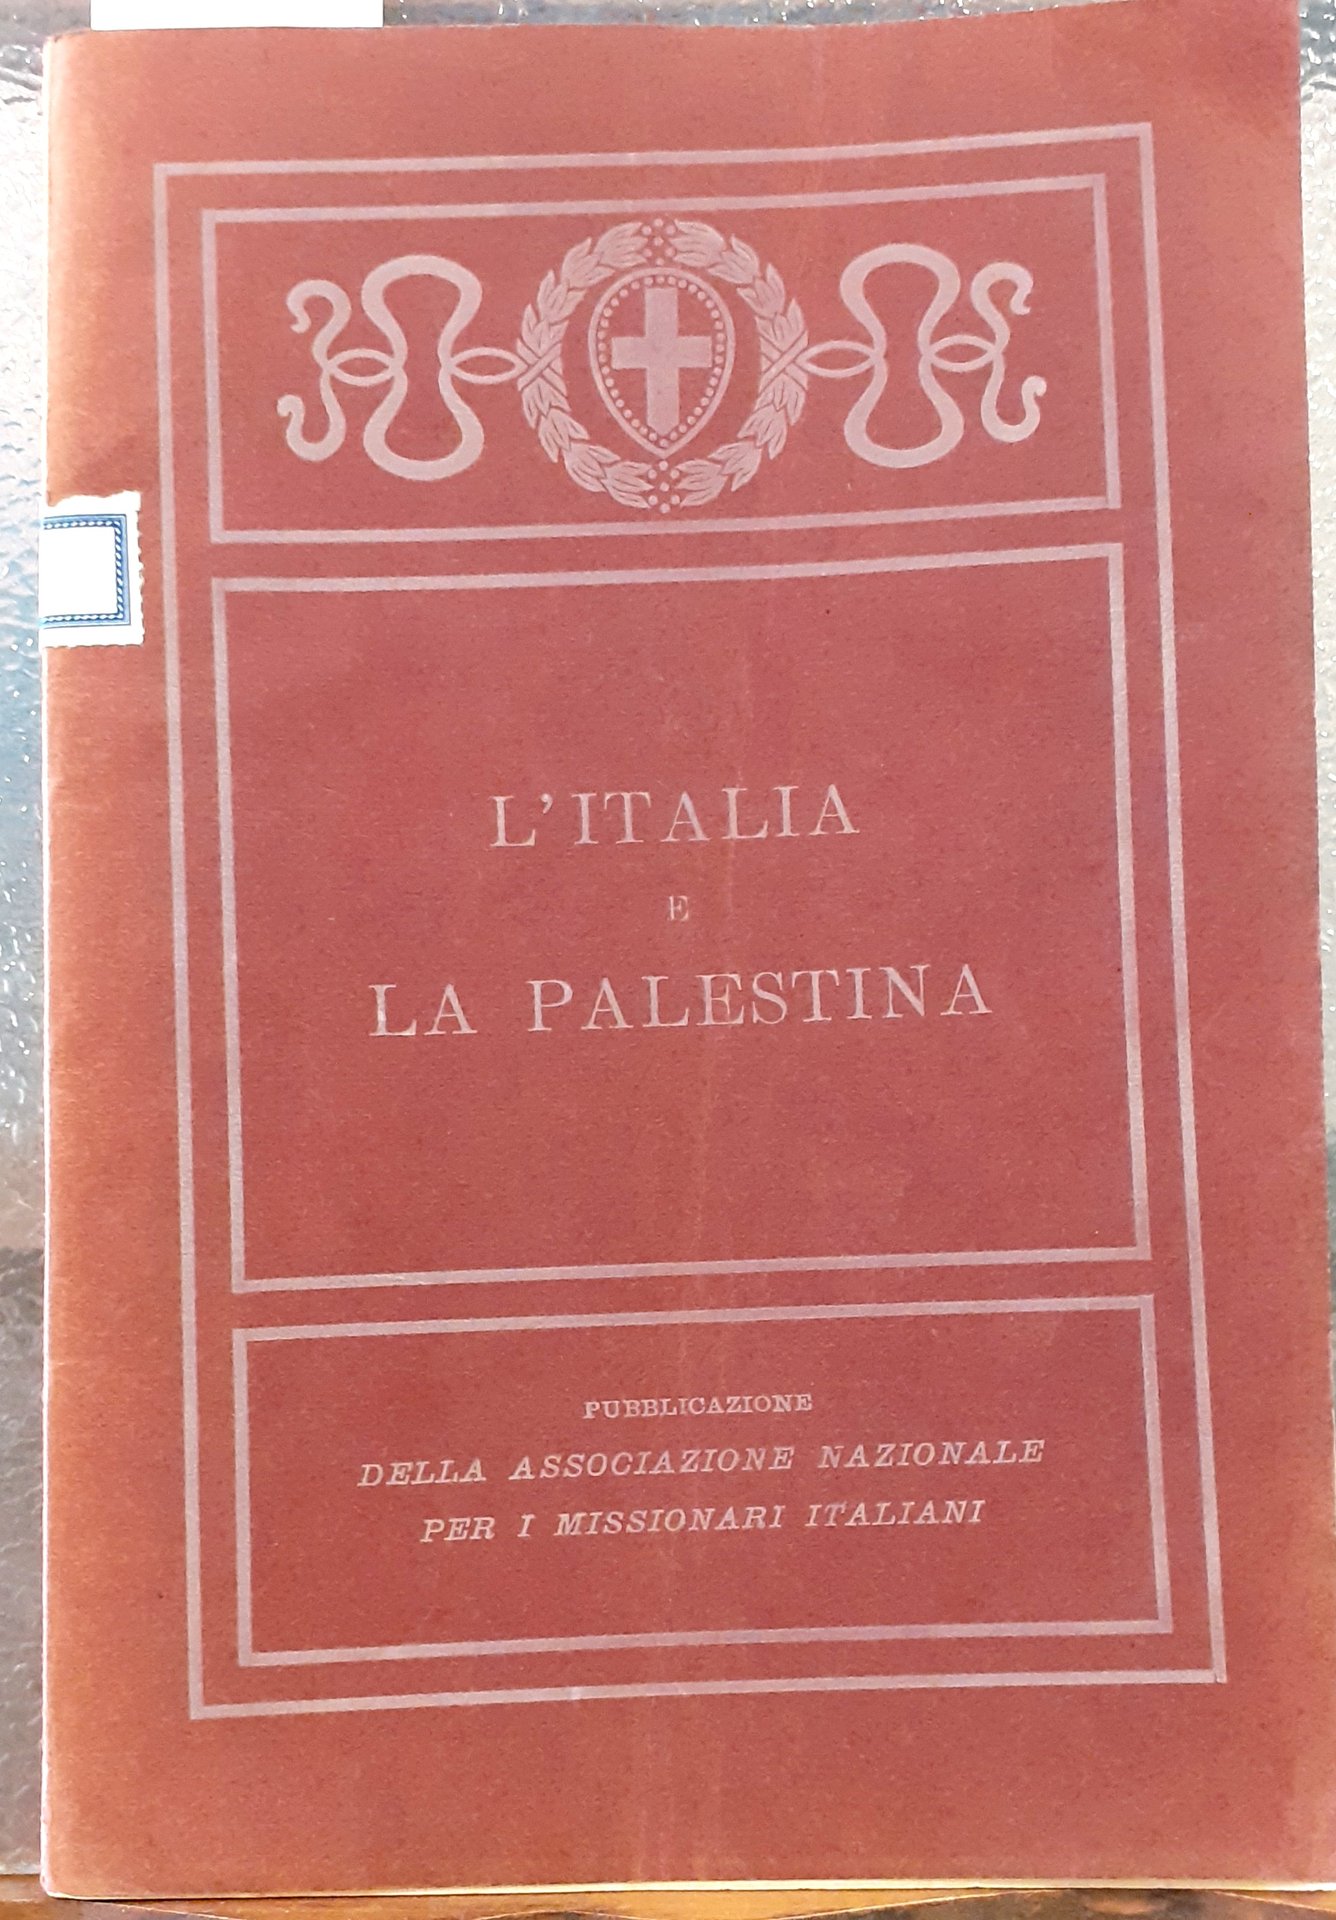 L'ITALIA
E
LA PALESTINA
PUBBLICAZIONE
DELLA ASSOCIAZIONE NAZIONALE
PER I MISSIONARI ITALIANI